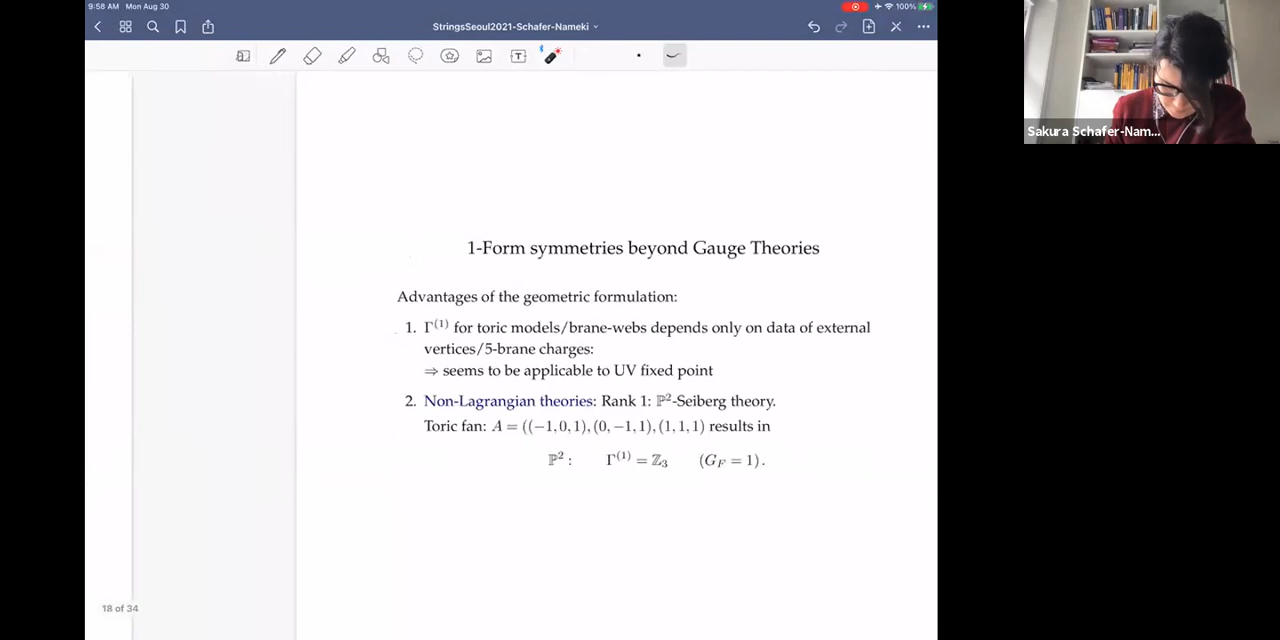 9:58 AM Mon Aug 30
100%
StringsSeoul2021-Schafer-Nameki
T
Sakura Schafer-Nam...
1-Form symmetries beyond Gauge Theories
Advantages of the geometric formulation:
1. Γ⁽¹⁾ for toric models/brane-webs depends only on data of external
vertices/5-brane charges:
⇒ seems to be applicable to UV fixed point
2. Non-Lagrangian theories: Rank 1: ℙ²-Seiberg theory.
Toric fan: A = ((−1, 0, 1), (0, −1, 1), (1, 1, 1) results in
ℙ² : Γ⁽¹⁾ = ℤ₃ (G_F = 1) .
18 of 34